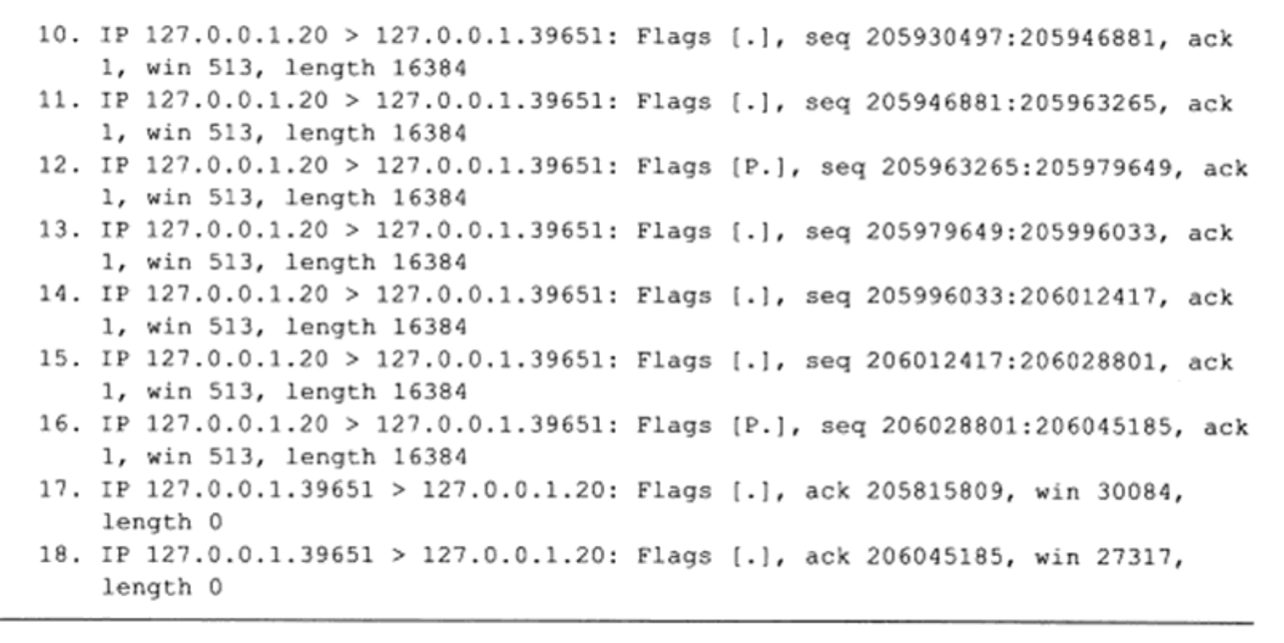 10. IP 127.0.0.1.20 > 127.0.0.1.39651: Flags [.], seq 205930497:205946881, ack
1, win 513, length 16384
11. IP 127.0.0.1.20 > 127.0.0.1.39651: Flags [.], seq 205946881:205963265, ack
1, win 513, length 16384
12. IP 127.0.0.1.20 > 127.0.0.1.39651: Flags [P.], seq 205963265:205979649, ack
1, win 513, length 16384
13. IP 127.0.0.1.20 > 127.0.0.1.39651: Flags [.], seq 205979649:205996033, ack
1, win 513, length 16384
14. IP 127.0.0.1.20 > 127.0.0.1.39651: Flags [.], seq 205996033:206012417, ack
1, win 513, length 16384
15. IP 127.0.0.1.20 > 127.0.0.1.39651: Flags [.], seq 206012417:206028801, ack
1, win 513, length 16384
16. IP 127.0.0.1.20 > 127.0.0.1.39651: Flags [P.], seq 206028801:206045185, ack
1, win 513, length 16384
17. IP 127.0.0.1.39651 > 127.0.0.1.20: Flags [.], ack 205815809, win 30084,
length 0
18. IP 127.0.0.1.39651 > 127.0.0.1.20: Flags [.], ack 206045185, win 27317,
length 0